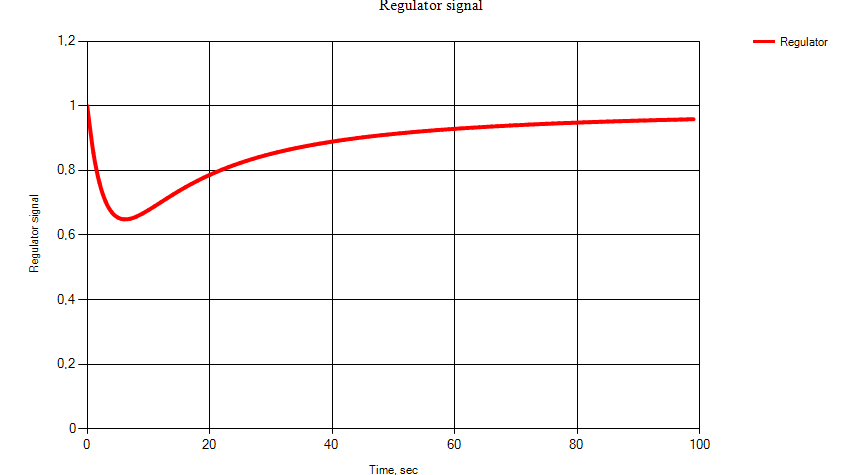 Regulator signal
Regulator
1,2
1
0,8
0,6
0,4
0,2
0
Regulator signal
0 20 40 60 80 100
Time, sec